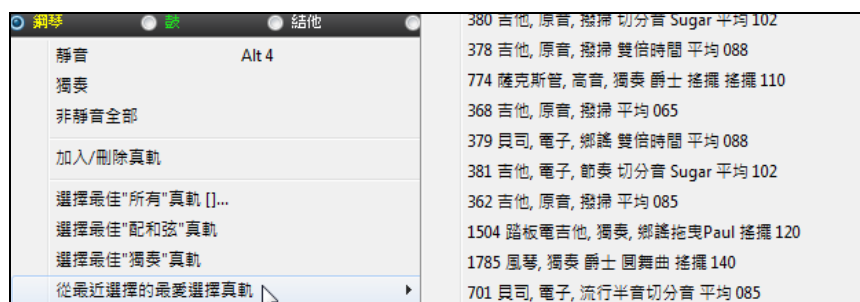 鋼琴 鼓 結他
靜音 Alt 4
獨奏
非靜音全部
加入/刪除真軌
選擇最佳"所有"真軌 []...
選擇最佳"配和弦"真軌
選擇最佳"獨奏"真軌
從最近選擇的最愛選擇真軌
380 吉他, 原音, 撥掃 切分音 Sugar 平均 102
378 吉他, 原音, 撥掃 雙倍時間 平均 088
774 薩克斯管, 高音, 獨奏 爵士 搖擺 搖擺 110
368 吉他, 原音, 撥掃 平均 065
379 貝司, 電子, 鄉謠 雙倍時間 平均 088
381 吉他, 電子, 節奏 切分音 Sugar 平均 102
362 吉他, 原音, 撥掃 平均 085
1504 踏板電吉他, 獨奏, 鄉謠拖曳Paul 搖擺 120
1785 風琴, 獨奏 爵士 圓舞曲 搖擺 140
701 貝司, 電子, 流行半音切分音 平均 085